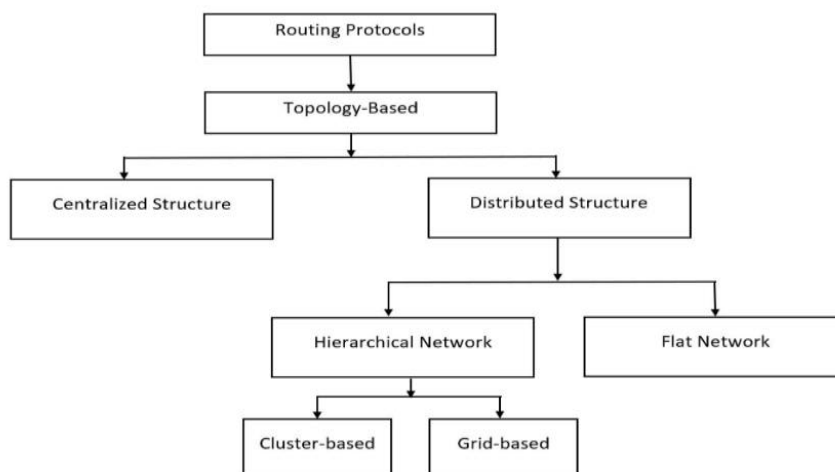 Routing Protocols
Topology-Based
Centralized Structure
Distributed Structure
Hierarchical Network
Flat Network
Cluster-based
Grid-based